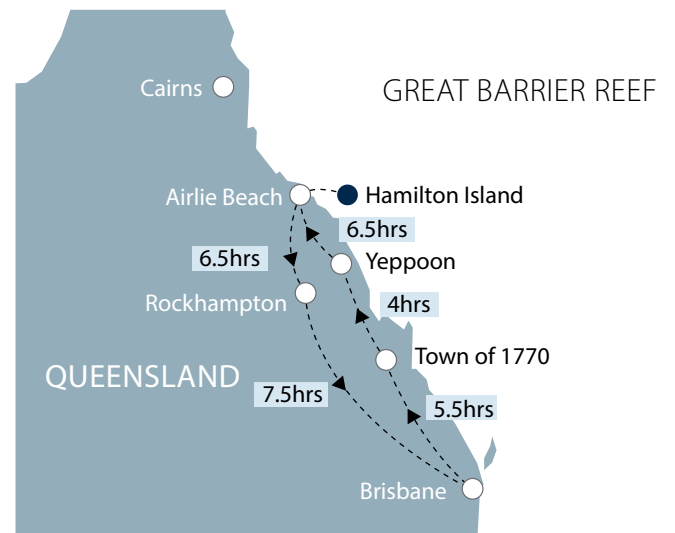 Cairns
GREAT BARRIER REEF
Airlie Beach
Hamilton Island
6.5hrs
6.5hrs
Yeppoon
Rockhampton
4hrs
Town of 1770
QUEENSLAND
7.5hrs
5.5hrs
Brisbane